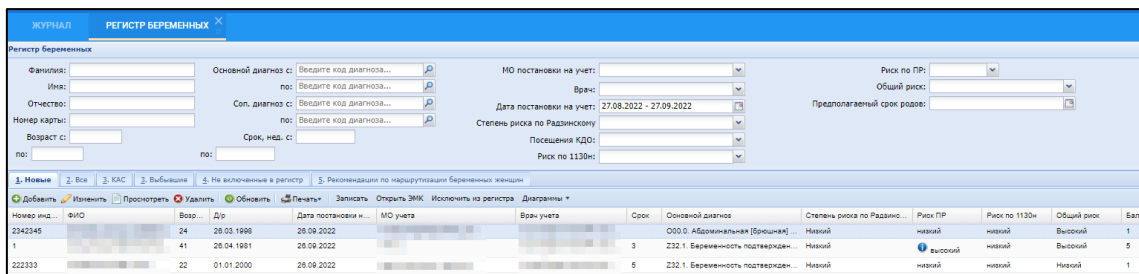 ЖУРНАЛ РЕГИСТР БЕРЕМЕННЫХ
Регистр беременных
Фамилия: Основной диагноз с: Введите код диагноза... МО постановки на учет: Риск по ПР:
Имя: по: Введите код диагноза... Врач: Общий риск:
Отчество: Соп. диагноз с: Введите код диагноза... Дата постановки на учет: 27.08.2022 - 27.09.2022 Предполагаемый срок родов:
Номер карты: по: Введите код диагноза... Степень риска по Радзинскому
Возраст с: Срок, нед. с: Посещения КДО:
по: по: Риск по 1130н:
1. Новые 2. Все 3. КАС 3. Выбывшие 4. Не включенные в регистр 5. Рекомендации по маршрутизации беременных женщин
Добавить Изменить Просмотреть Удалить Обновить Печать Записать Открыть ЭМК Исключить из регистра Диаграммы
Номер инд... ФИО Возр... Д/р Дата постановки н... МО учета Врач учета Срок Основной диагноз Степень риска по Радзинс... Риск ПР Риск по 1130н Общий риск Бал
2342345 24 26.03.1998 26.09.2022 O00.0. Абдоминальная [брюшная] ... Низкий низкий низкий Высокий 1
1 41 26.04.1981 26.09.2022 3 Z32.1. Беременность подтвержден... Низкий высокий низкий Высокий 5
222333 22 01.01.2000 26.09.2022 5 Z32.1. Беременность подтвержден... Низкий низкий низкий Низкий 1